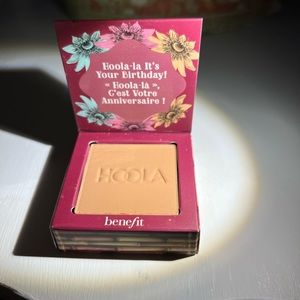 Hoola-la It's
Your Birthday!
« Hoola-là »,
C'est Votre
Anniversaire !
HOOLA
benefit